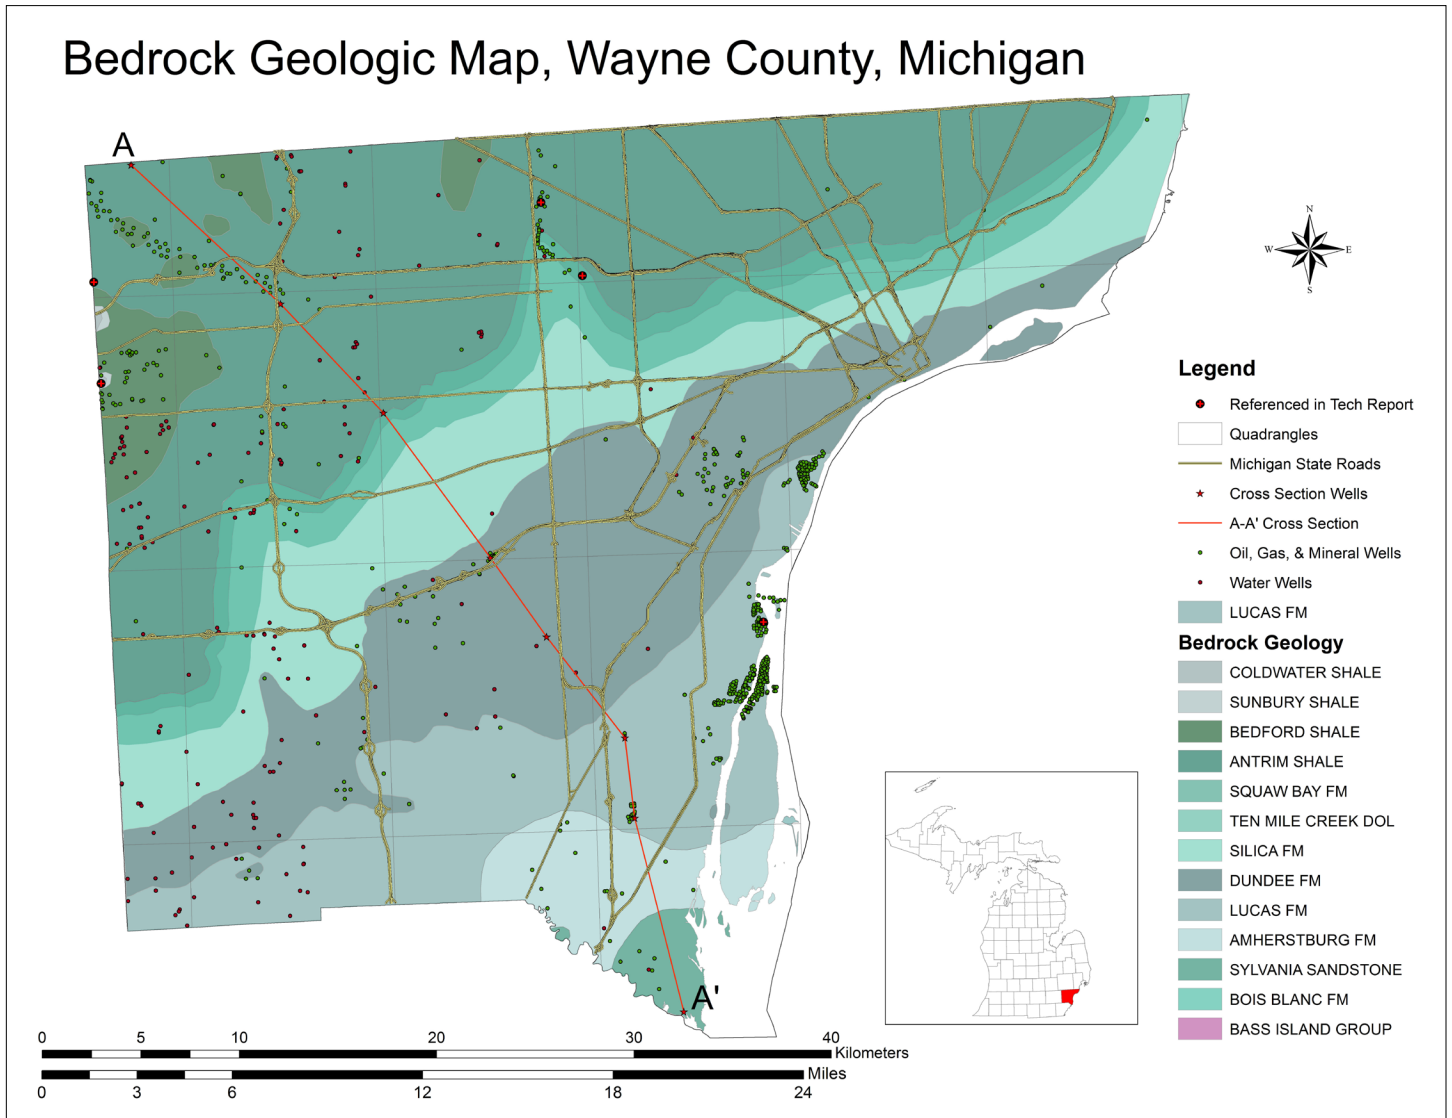 Bedrock Geologic Map, Wayne County, Michigan
A
N
W E
S
Legend
Referenced in Tech Report
Quadrangles
Michigan State Roads
Cross Section Wells
A-A' Cross Section
Oil, Gas, & Mineral Wells
Water Wells
LUCAS FM
Bedrock Geology
COLDWATER SHALE
SUNBURY SHALE
BEDFORD SHALE
ANTRIM SHALE
SQUAW BAY FM
TEN MILE CREEK DOL
SILICA FM
DUNDEE FM
LUCAS FM
AMHERSTBURG FM
SYLVANIA SANDSTONE
BOIS BLANC FM
BASS ISLAND GROUP
A'
0 5 10 20 30 40
Kilometers
Miles
0 3 6 12 18 24